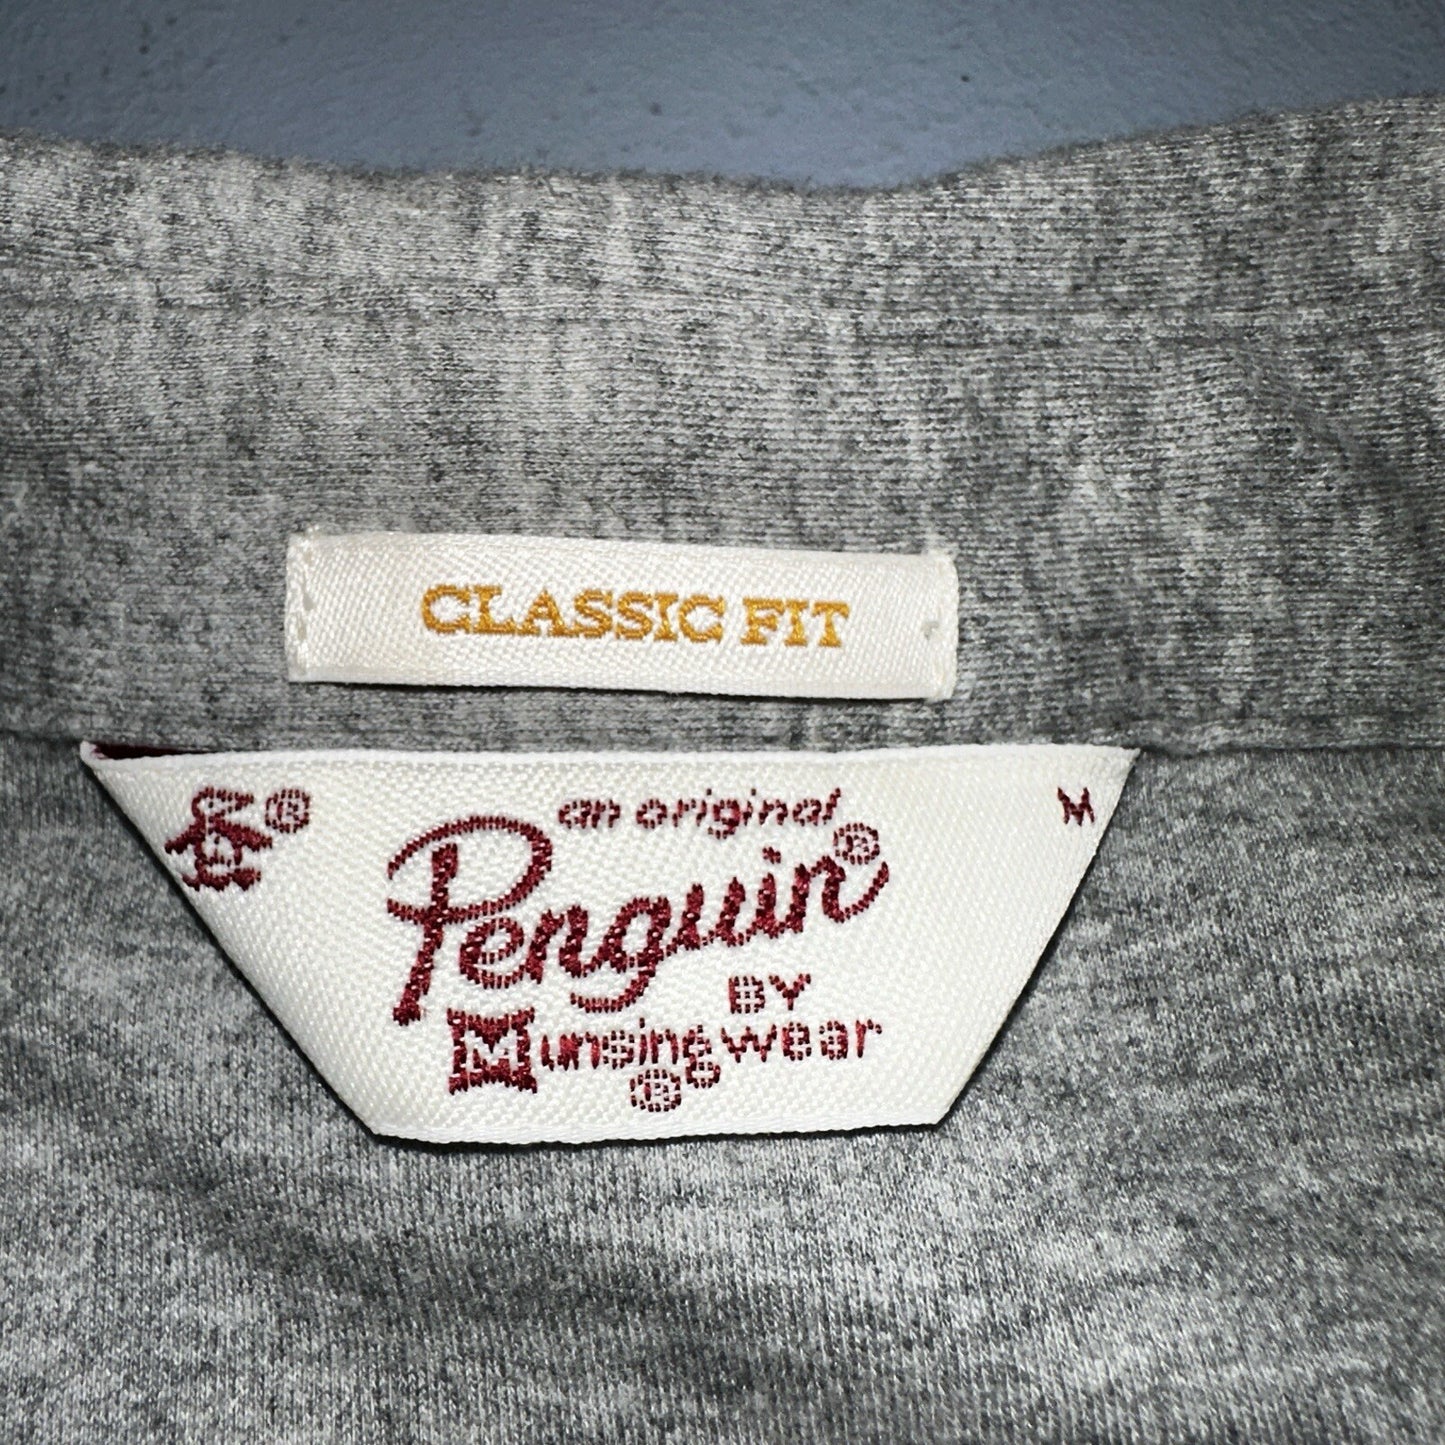 CLASSIC FIT
® an original M
Penguin®
BY
Munsingwear
®